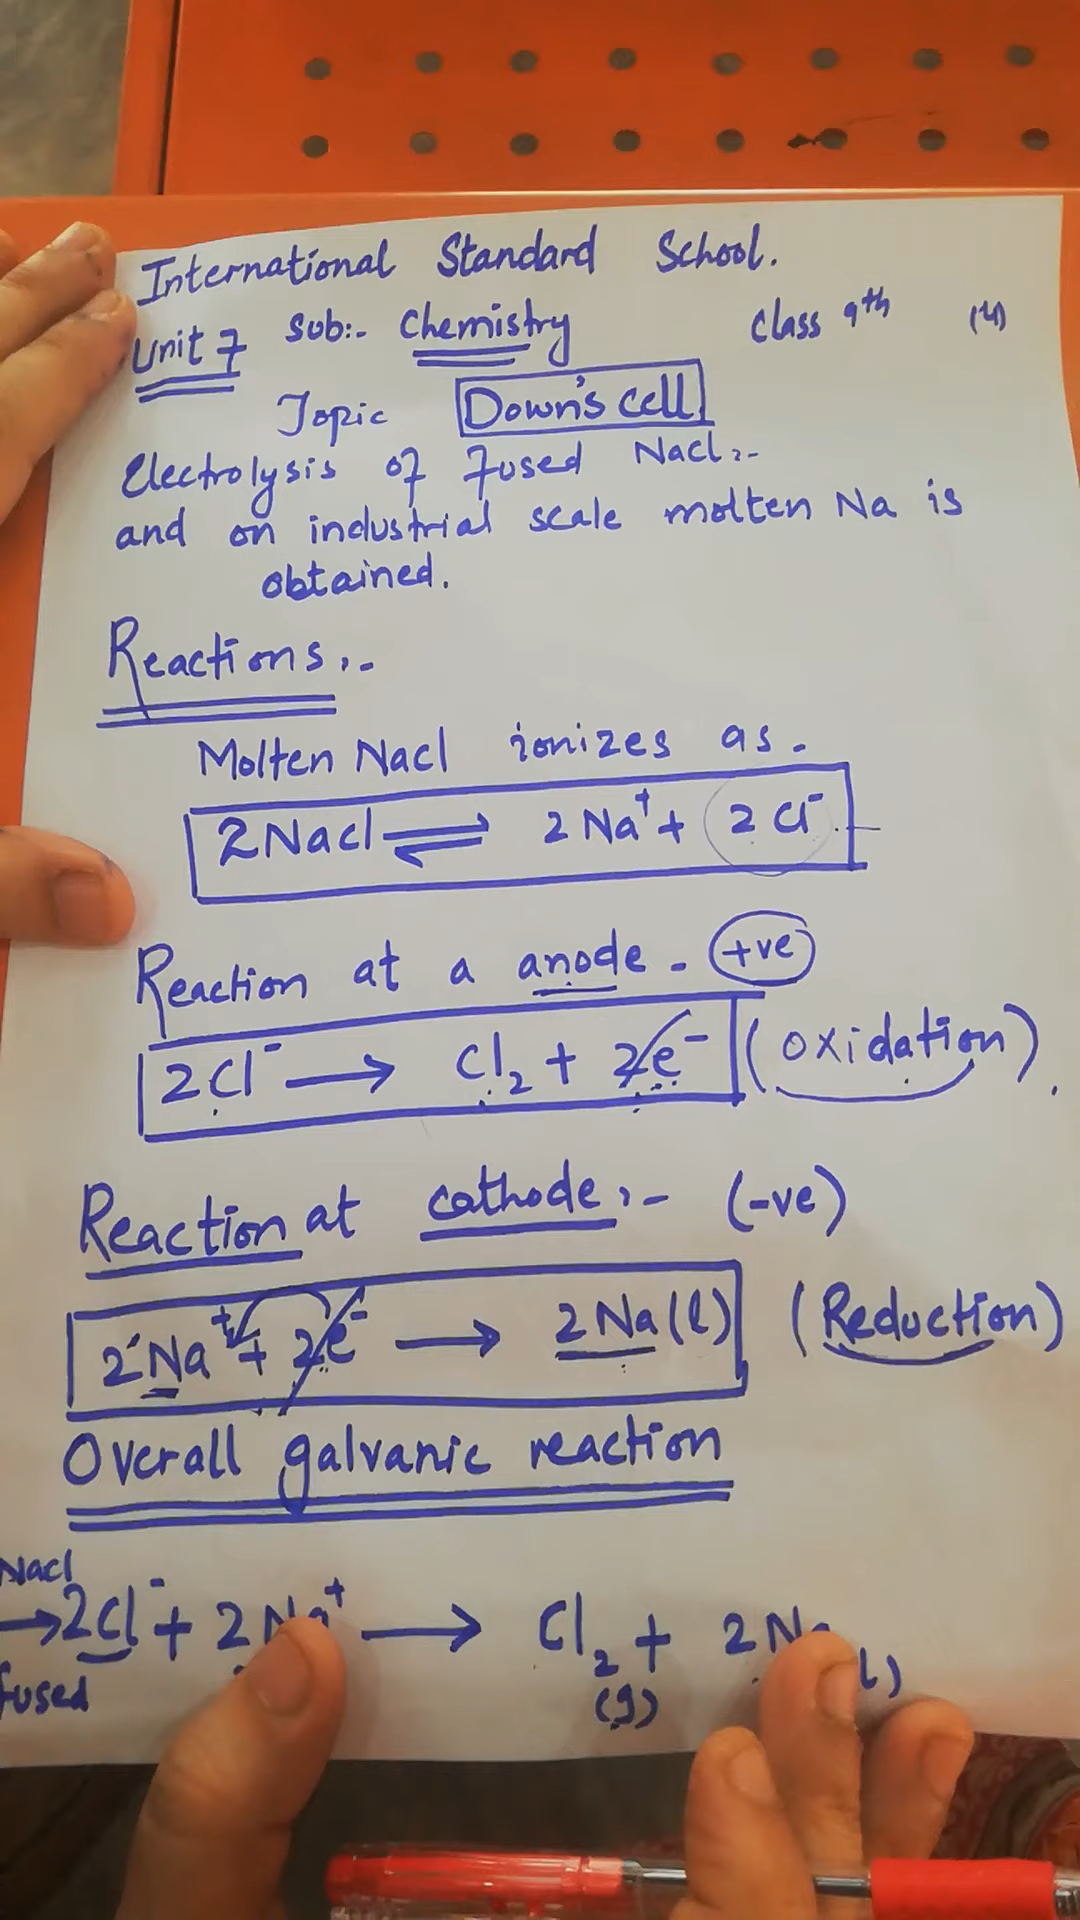 International Standard School.
Unit 7 Sub:- Chemistry Class 9th (4)
Topic Down's cell
Electrolysis of fused Nacl:-
and on industrial scale molten Na is
obtained.
Reactions:-
Molten Nacl ionizes as.
2Nacl ⇌ 2Na⁺ + 2Cl⁻
Reaction at a anode - +ve
2Cl⁻ → Cl₂ + 2e⁻ (oxidation)
Reaction at cathode:- (-ve)
2Na⁺ + 2e⁻ → 2Na(l) (Reduction)
Overall galvanic reaction
Nacl
→ 2Cl⁻ + 2Na⁺ → Cl₂ + 2Na
fused (g) l)